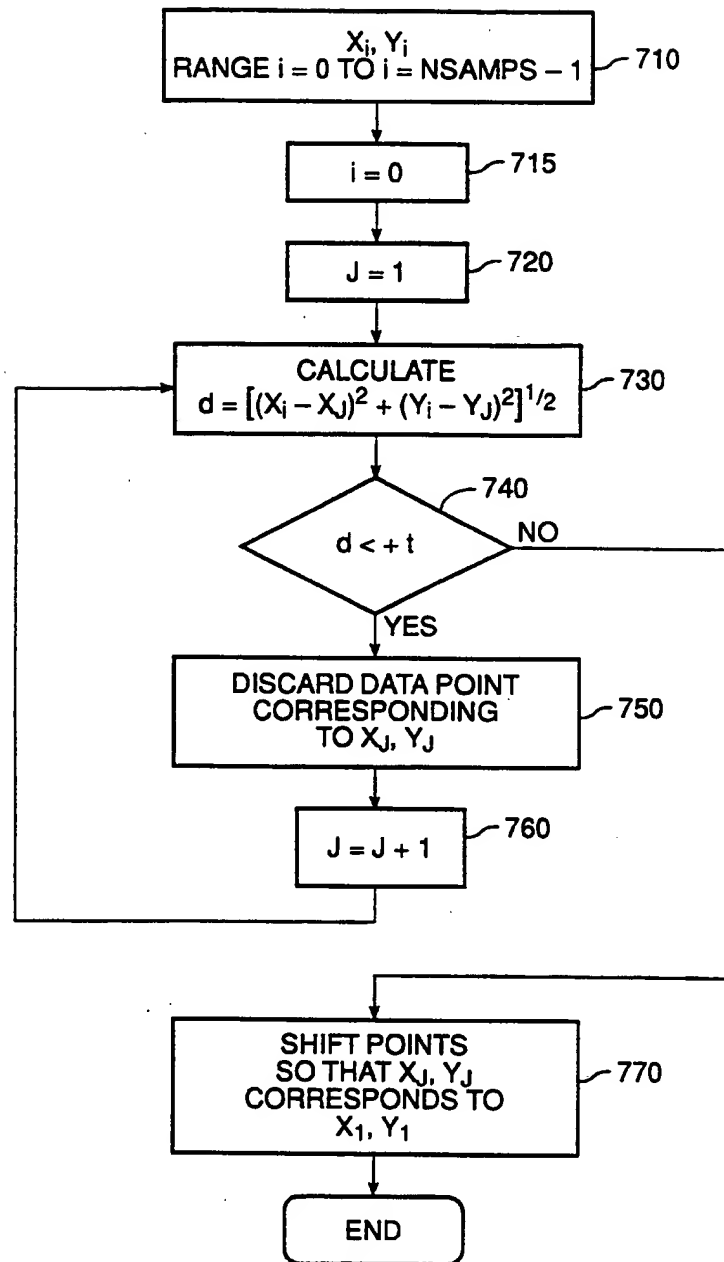 Xi, Yi
RANGE i = 0 TO i = NSAMPS – 1
710
i = 0
715
J = 1
720
CALCULATE
d = [(Xi – XJ)² + (Yi – YJ)²]¹/²
730
740
d < + t
NO
YES
DISCARD DATA POINT
CORRESPONDING
TO XJ, YJ
750
J = J + 1
760
SHIFT POINTS
SO THAT XJ, YJ
CORRESPONDS TO
X₁, Y₁
770
END